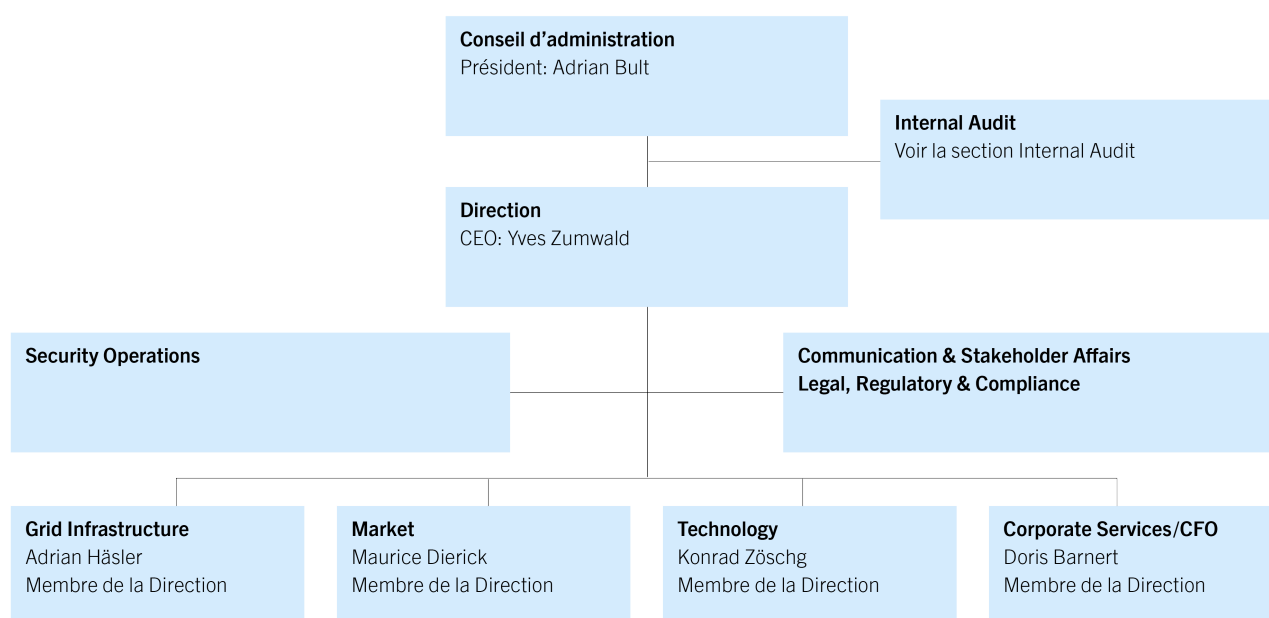 Conseil d’administration
Président: Adrian Bult
Internal Audit
Voir la section Internal Audit
Direction
CEO: Yves Zumwald
Security Operations
Communication & Stakeholder Affairs
Legal, Regulatory & Compliance
Grid Infrastructure
Adrian Häsler
Membre de la Direction
Market
Maurice Dierick
Membre de la Direction
Technology
Konrad Zöschg
Membre de la Direction
Corporate Services/CFO
Doris Barnert
Membre de la Direction